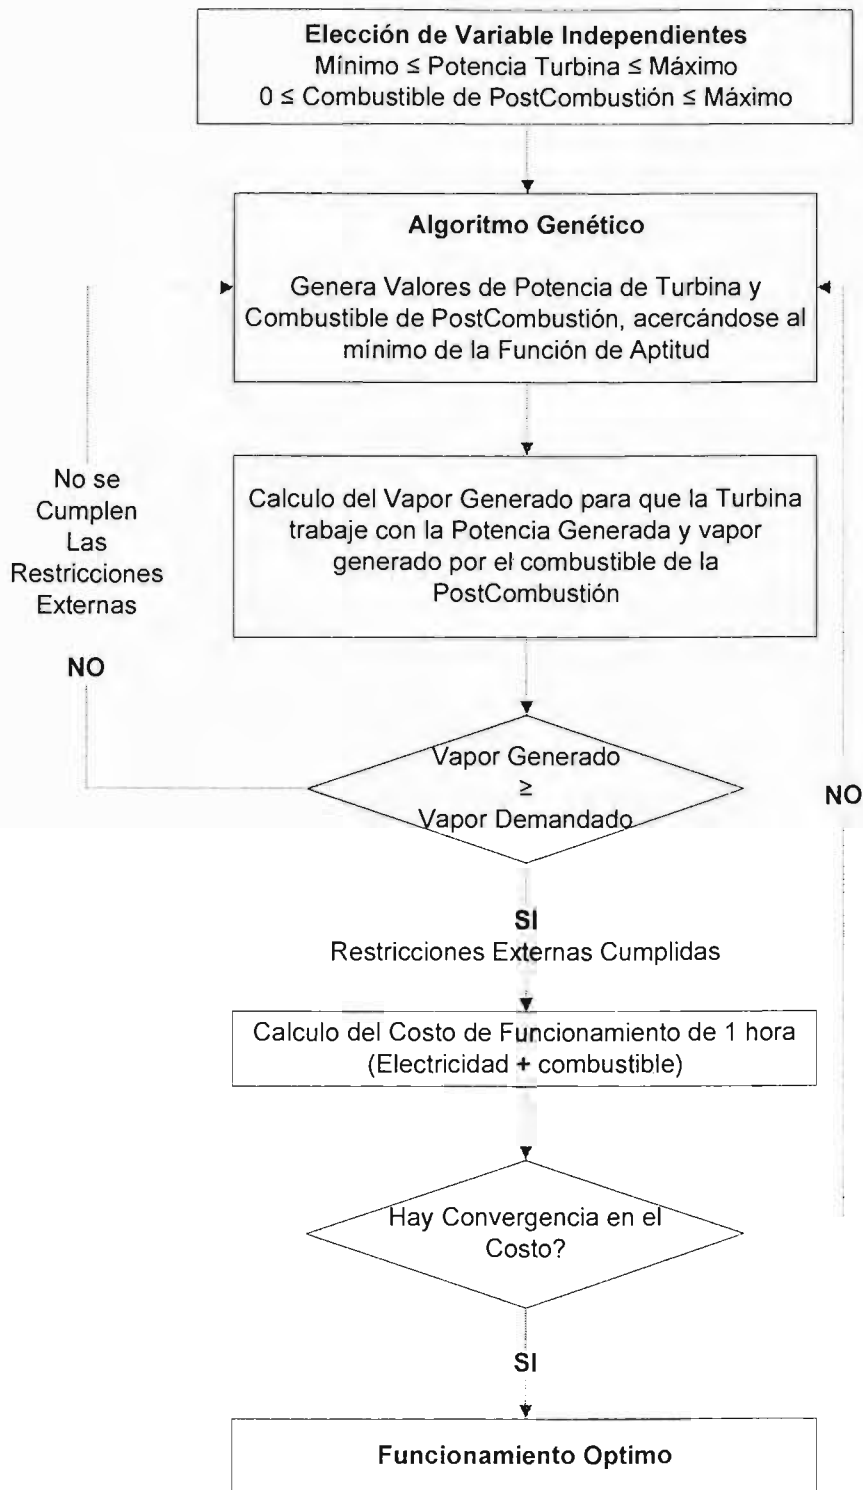 Elección de Variable Independientes
Mínimo ≤ Potencia Turbina ≤ Máximo
0 ≤ Combustible de PostCombustión ≤ Máximo
Algoritmo Genético
Genera Valores de Potencia de Turbina y
Combustible de PostCombustión, acercándose al
mínimo de la Función de Aptitud
No se
Cumplen
Las
Restricciones
Externas
NO
Calculo del Vapor Generado para que la Turbina
trabaje con la Potencia Generada y vapor
generado por el combustible de la
PostCombustión
Vapor Generado
≥
Vapor Demandado
NO
SI
Restricciones Externas Cumplidas
Calculo del Costo de Funcionamiento de 1 hora
(Electricidad + combustible)
Hay Convergencia en el
Costo?
SI
Funcionamiento Optimo